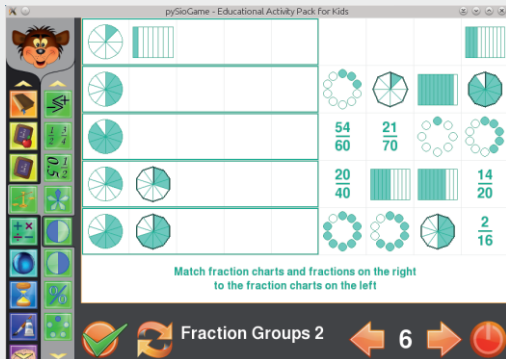 pySioGame - Educational Activity Pack for Kids
54
60
21
70
20
40
14
20
2
16
Match fraction charts and fractions on the right
to the fraction charts on the left
Fraction Groups 2
6